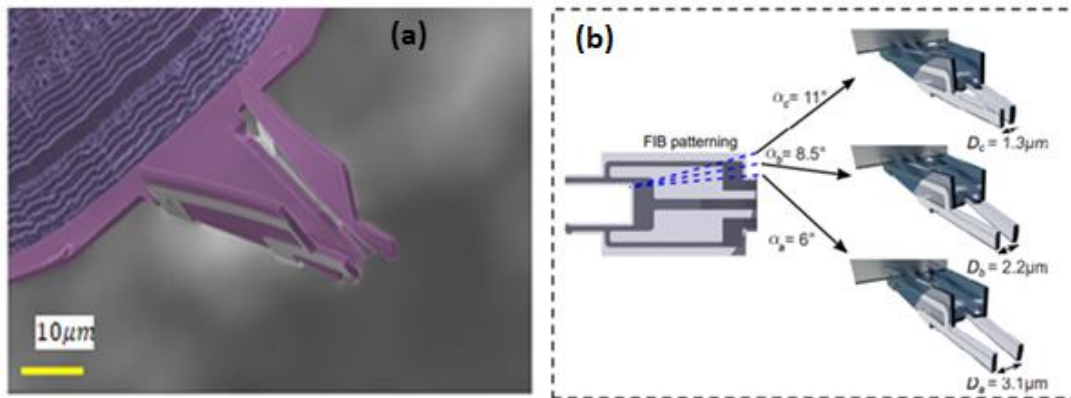 (a)
10μm
(b)
FIB patterning
αc= 11°
αb= 8.5°
αa= 6°
Dc = 1.3μm
Db = 2.2μm
Da = 3.1μm